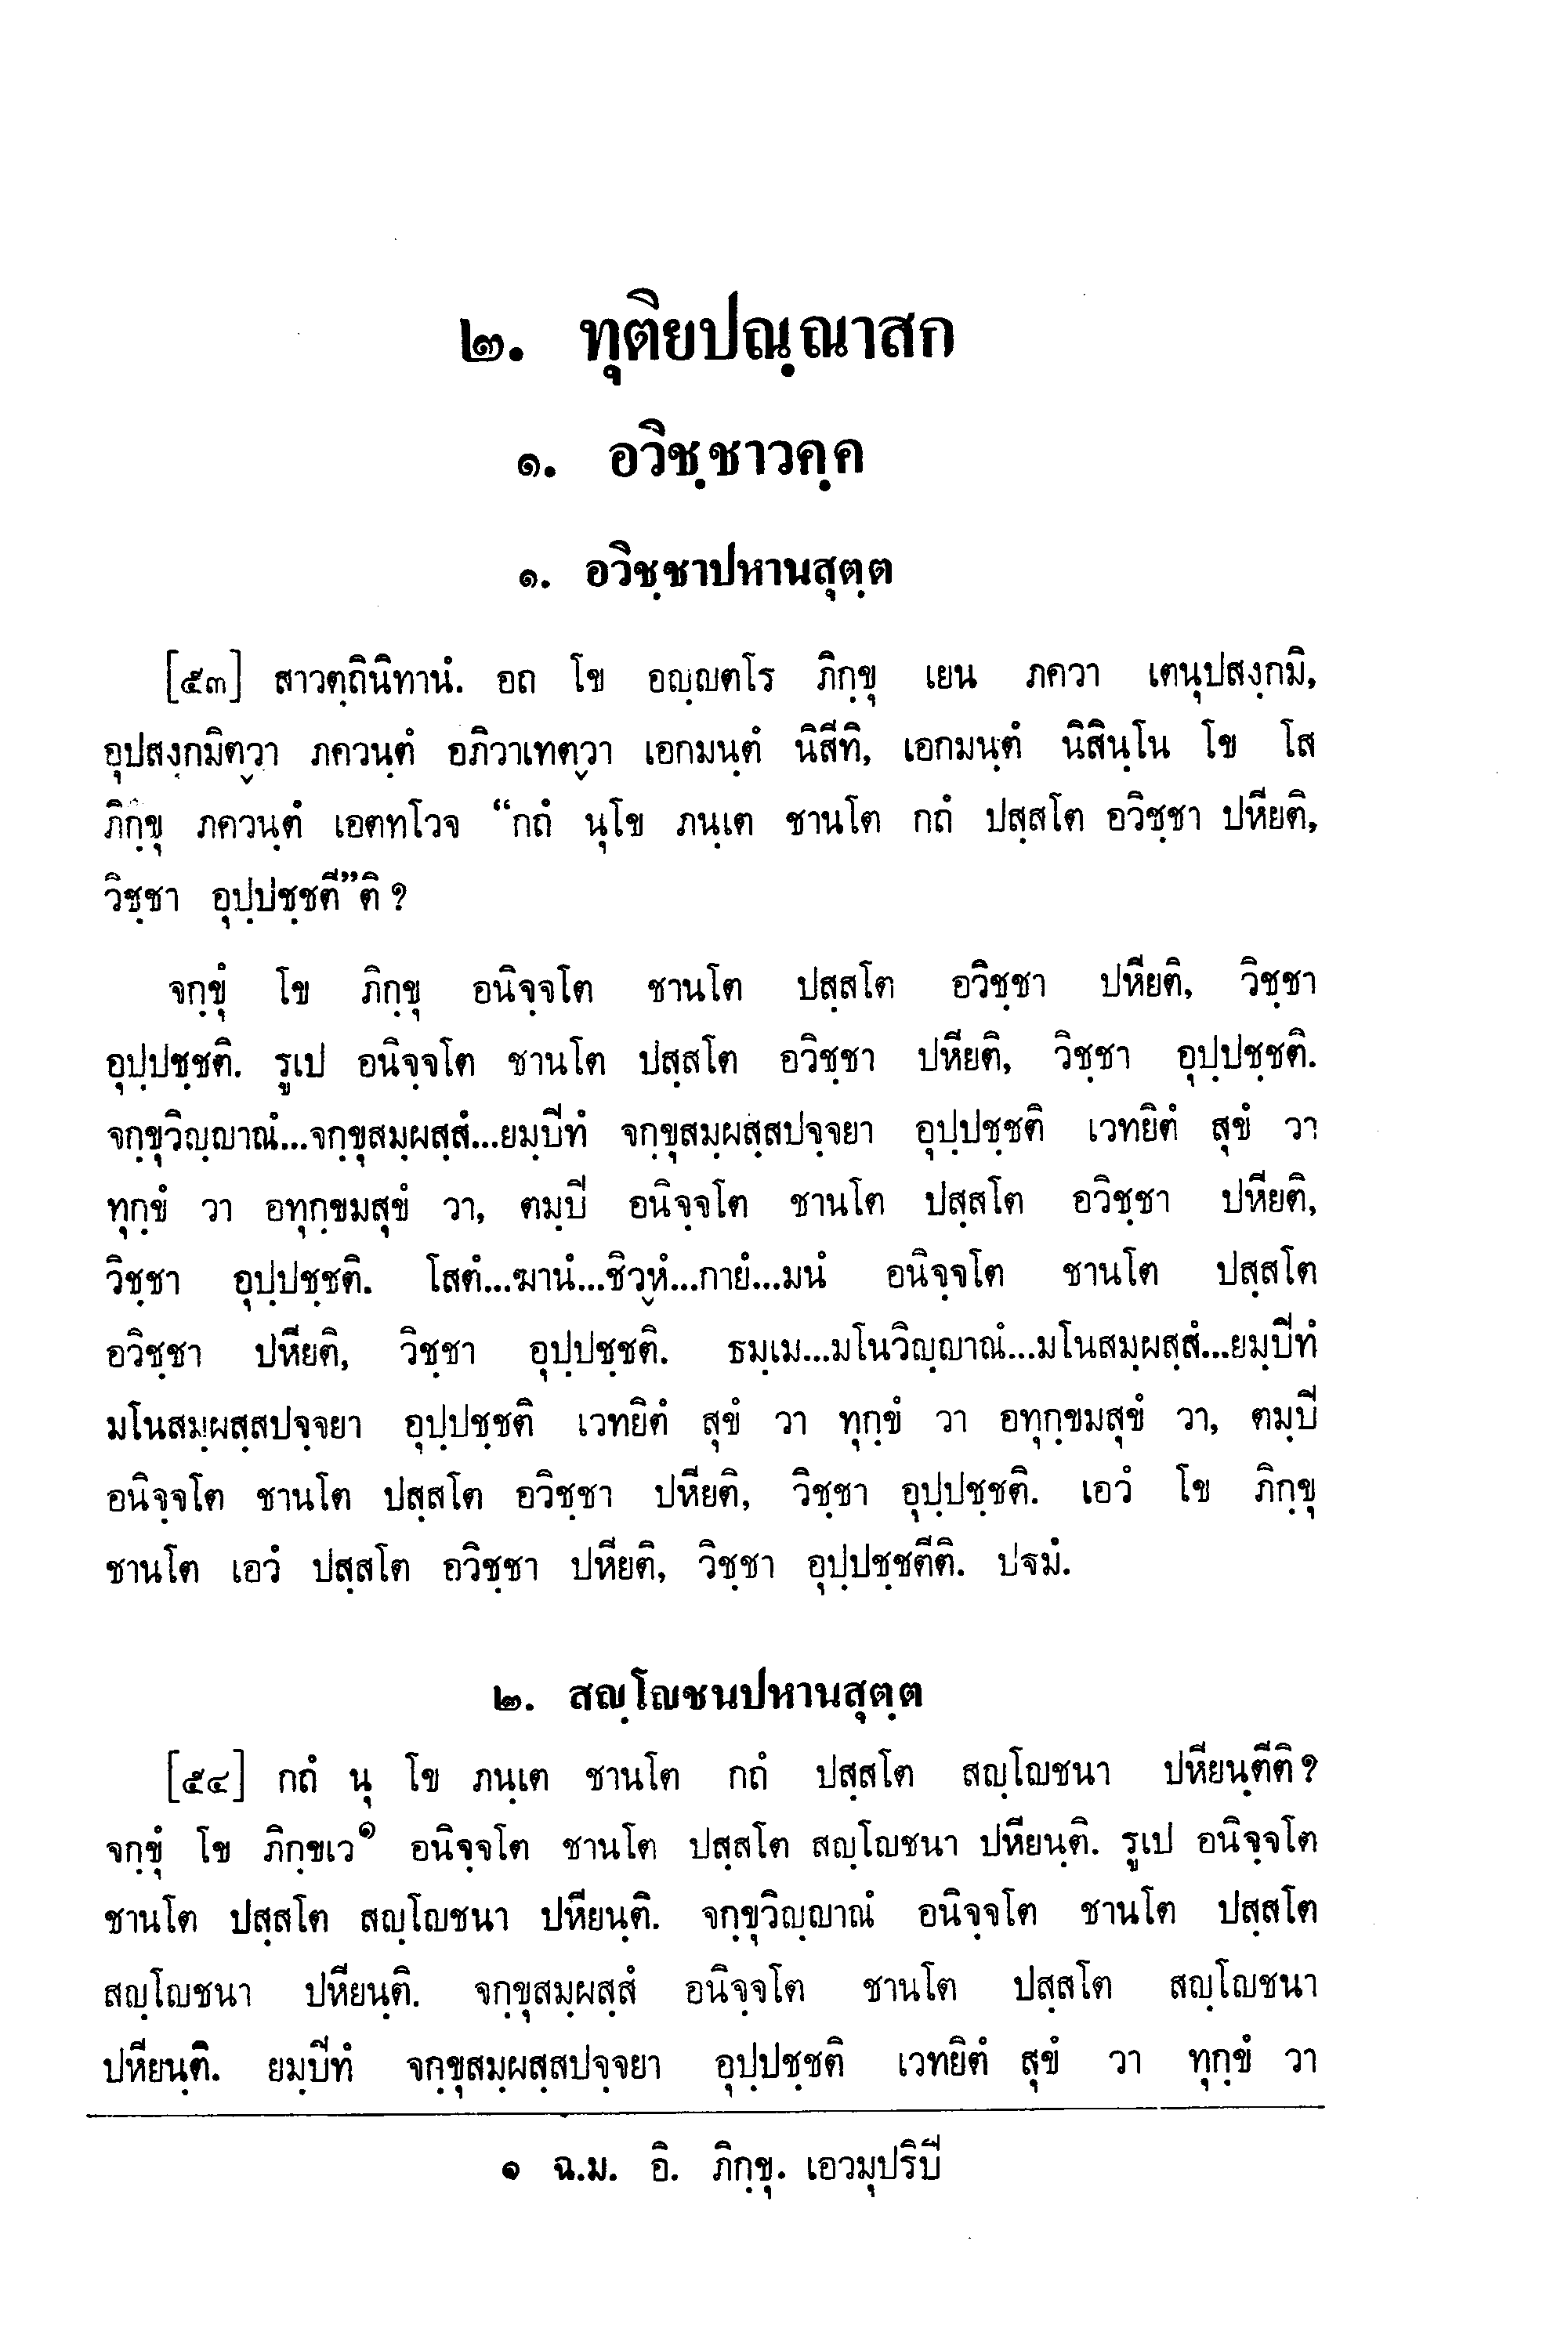 ๒. ทุติยปณฺณาสก
๑. อวิชฺชาวคฺค
๑. อวิชฺชาปหานสุตฺต
[๕๓] สาวตฺถินิทานํ. อถ โข อญฺญตโร ภิกฺขุ เยน ภควา เตนุปสงฺกมิ,
อุปสงฺกมิตฺวา ภควนฺตํ อภิวาเทตฺวา เอกมนฺตํ นิสีทิ, เอกมนฺตํ นิสินฺโน โข โส
ภิกฺขุ ภควนฺตํ เอตทโวจ “กถํ นุโข ภนฺเต ชานโต กถํ ปสฺสโต อวิชฺชา ปหียติ,
วิชฺชา อุปฺปชฺชตี”ติ ?
จกฺขุํ โข ภิกฺขุ อนิจฺจโต ชานโต ปสฺสโต อวิชฺชา ปหียติ, วิชฺชา
อุปฺปชฺชติ. รูเป อนิจฺจโต ชานโต ปสฺสโต อวิชฺชา ปหียติ, วิชฺชา อุปฺปชฺชติ.
จกฺขุวิญฺญาณํ...จกฺขุสมฺผสฺสํ...ยมฺปีทํ จกฺขุสมฺผสฺสปจฺจยา อุปฺปชฺชติ เวทยิตํ สุขํ วา
ทุกฺขํ วา อทุกฺขมสุขํ วา, ตมฺปี อนิจฺจโต ชานโต ปสฺสโต อวิชฺชา ปหียติ,
วิชฺชา อุปฺปชฺชติ. โสตํ...ฆานํ...ชิวฺหํ...กายํ...มนํ อนิจฺจโต ชานโต ปสฺสโต
อวิชฺชา ปหียติ, วิชฺชา อุปฺปชฺชติ. ธมฺเม...มโนวิญฺญาณํ...มโนสมฺผสฺสํ...ยมฺปีทํ
มโนสมฺผสฺสปจฺจยา อุปฺปชฺชติ เวทยิตํ สุขํ วา ทุกฺขํ วา อทุกฺขมสุขํ วา, ตมฺปี
อนิจฺจโต ชานโต ปสฺสโต อวิชฺชา ปหียติ, วิชฺชา อุปฺปชฺชติ. เอวํ โข ภิกฺขุ
ชานโต เอวํ ปสฺสโต อวิชฺชา ปหียติ, วิชฺชา อุปฺปชฺชตีติ. ปฐมํ.
๒. สญฺโญชนปหานสุตฺต
[๕๔] กถํ นุ โข ภนฺเต ชานโต กถํ ปสฺสโต สญฺโญชนา ปหียนฺตีติ ?
จกฺขุํ โข ภิกฺขเว๑ อนิจฺจโต ชานโต ปสฺสโต สญฺโญชนา ปหียนฺติ. รูเป อนิจฺจโต
ชานโต ปสฺสโต สญฺโญชนา ปหียนฺติ. จกฺขุวิญฺญาณํ อนิจฺจโต ชานโต ปสฺสโต
สญฺโญชนา ปหียนฺติ. จกฺขุสมฺผสฺสํ อนิจฺจโต ชานโต ปสฺสโต สญฺโญชนา
ปหียนฺติ. ยมฺปีทํ จกฺขุสมฺผสฺสปจฺจยา อุปฺปชฺชติ เวทยิตํ สุขํ วา ทุกฺขํ วา
๑ ฉ.ม. อิ. ภิกฺขุ. เอวมุปริปี